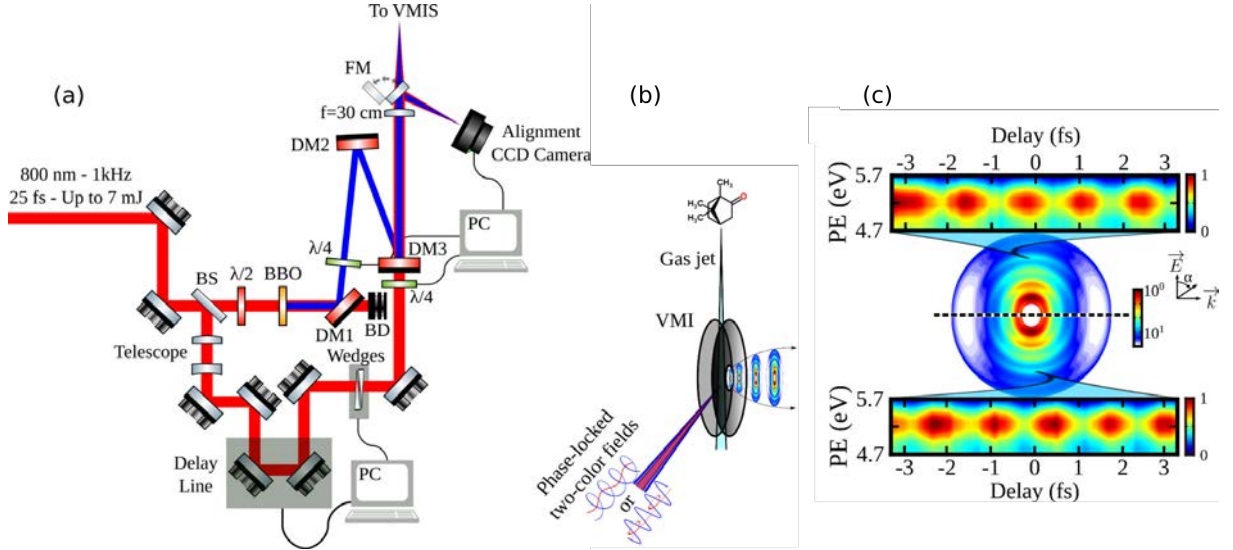 (a)
To VMIS
FM
f=30 cm
DM2
Alignment
CCD Camera
800 nm - 1kHz
25 fs - Up to 7 mJ
PC
λ/4
DM3
BS
λ/2
BBO
λ/4
DM1
BD
Telescope
Wedges
Delay
Line
PC
(b)
CH₃
H₃C
H₃C
O
Gas jet
VMI
Phase-locked
two-color fields
or
(c)
Delay (fs)
-3 -2 -1 0 1 2 3
5.7
PE (eV)
4.7
1
0
E
α
k
10⁰
10¹
5.7
PE (eV)
4.7
1
0
-3 -2 -1 0 1 2 3
Delay (fs)